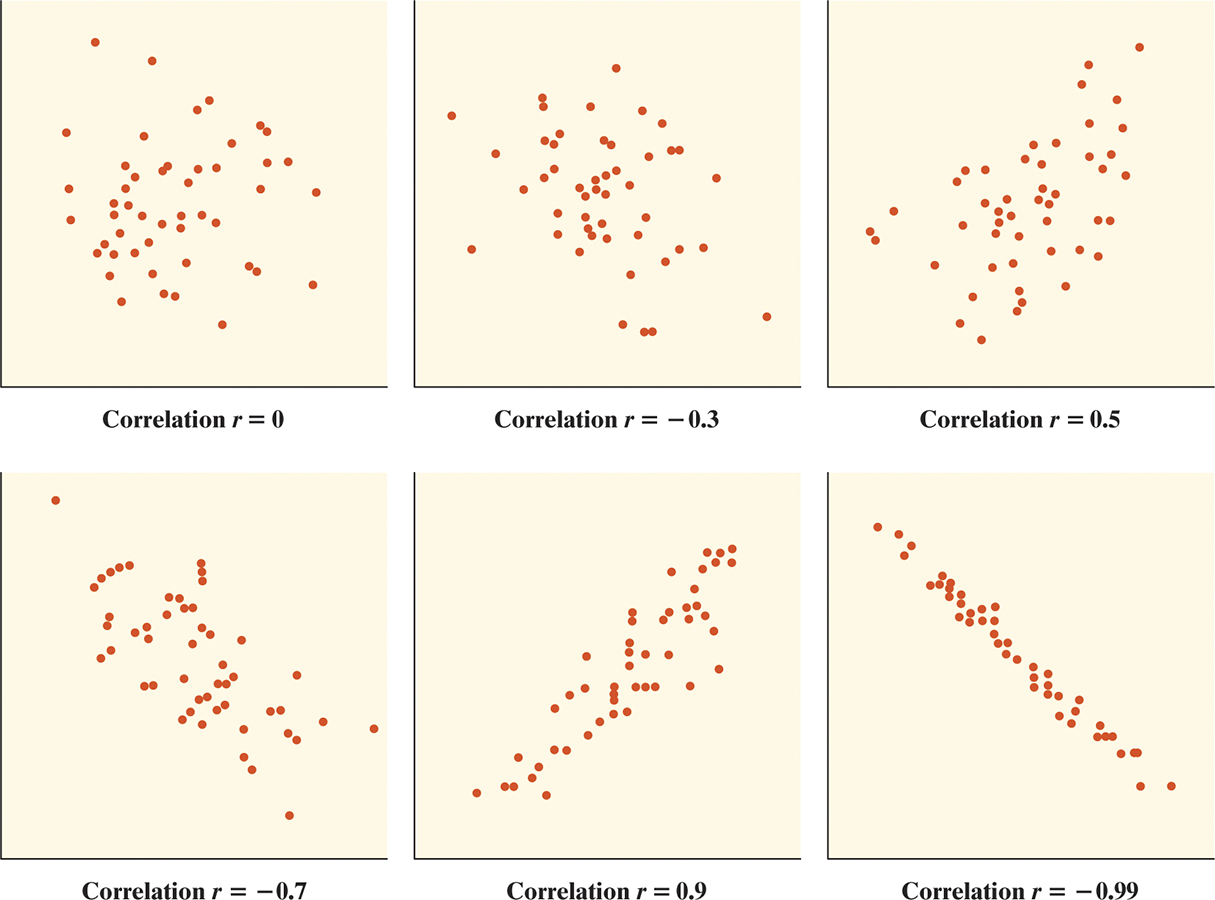 Correlation r = 0
Correlation r = −0.3
Correlation r = 0.5
Correlation r = −0.7
Correlation r = 0.9
Correlation r = −0.99